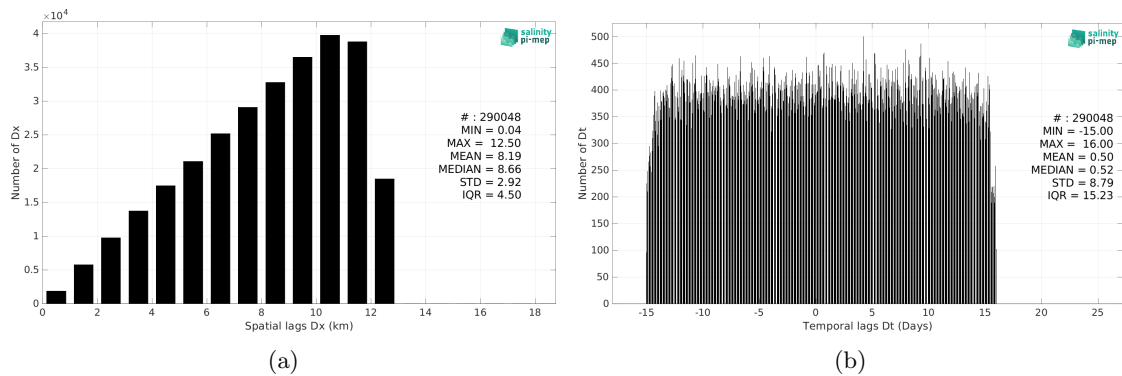 ×10⁴
4
3.5
3
2.5
2
1.5
1
0.5
0
Number of Dx
0 2 4 6 8 10 12 14 16 18
Spatial lags Dx (km)
salinity
pi-mep
# : 290048
MIN = 0.04
MAX = 12.50
MEAN = 8.19
MEDIAN = 8.66
STD = 2.92
IQR = 4.50
(a)
500
450
400
350
300
250
200
150
100
50
0
Number of Dt
-15 -10 -5 0 5 10 15 20 25
Temporal lags Dt (Days)
salinity
pi-mep
# : 290048
MIN = -15.00
MAX = 16.00
MEAN = 0.50
MEDIAN = 0.52
STD = 8.79
IQR = 15.23
(b)